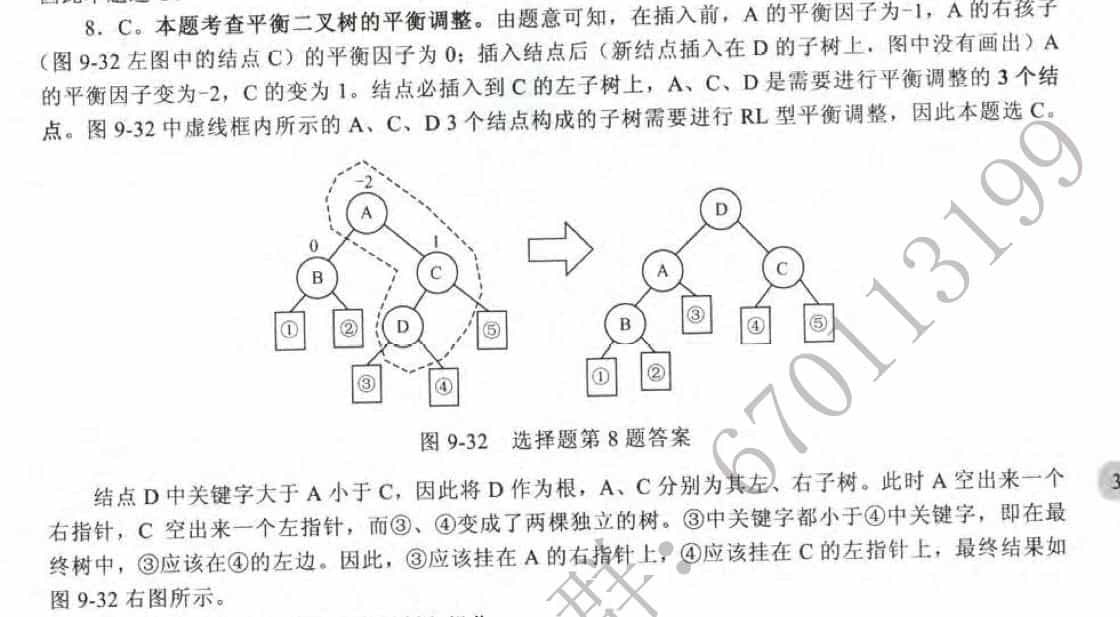 8．C。本题考查平衡二叉树的平衡调整。由题意可知，在插入前，A 的平衡因子为-1，A 的右孩子
（图 9-32 左图中的结点 C）的平衡因子为 0；插入结点后（新结点插入在 D 的子树上，图中没有画出）A
的平衡因子变为-2，C 的变为 1。结点必插入到 C 的左子树上，A、C、D 是需要进行平衡调整的 3 个结
点。图 9-32 中虚线框内所示的 A、C、D 3 个结点构成的子树需要进行 RL 型平衡调整，因此本题选 C。
-2
A
0
B
1
C
①
②
D
⑤
③
④
D
A
C
B
③
④
⑤
①
②
图 9-32 选择题第 8 题答案
结点 D 中关键字大于 A 小于 C，因此将 D 作为根，A、C 分别为其左、右子树。此时 A 空出来一个
右指针，C 空出来一个左指针，而③、④变成了两棵独立的树。③中关键字都小于④中关键字，即在最
终树中，③应该在④的左边。因此，③应该挂在 A 的右指针上，④应该挂在 C 的左指针上，最终结果如
图 9-32 右图所示。
3
群：670113199